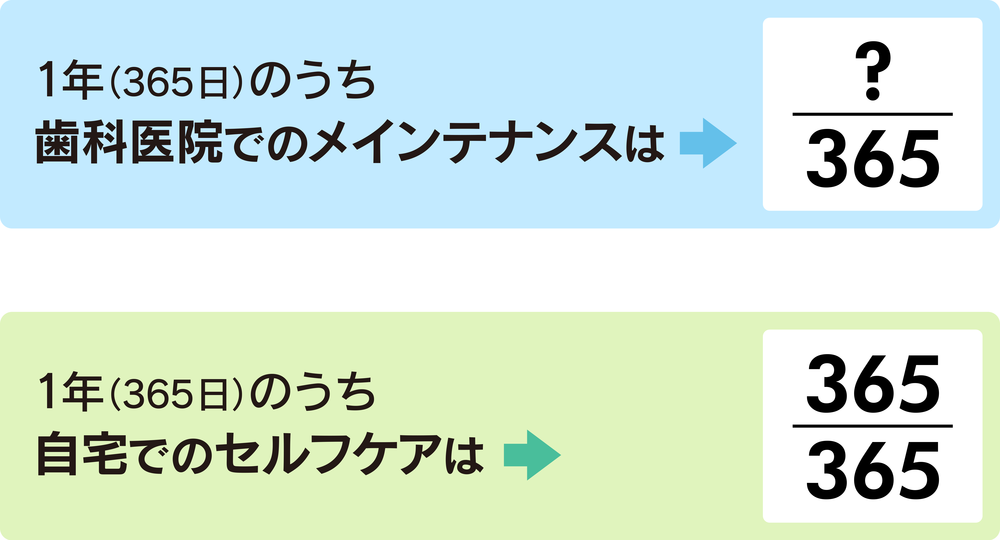 1年(365日)のうち
歯科医院でのメインテナンスは
?
365
1年(365日)のうち
自宅でのセルフケアは
365
365